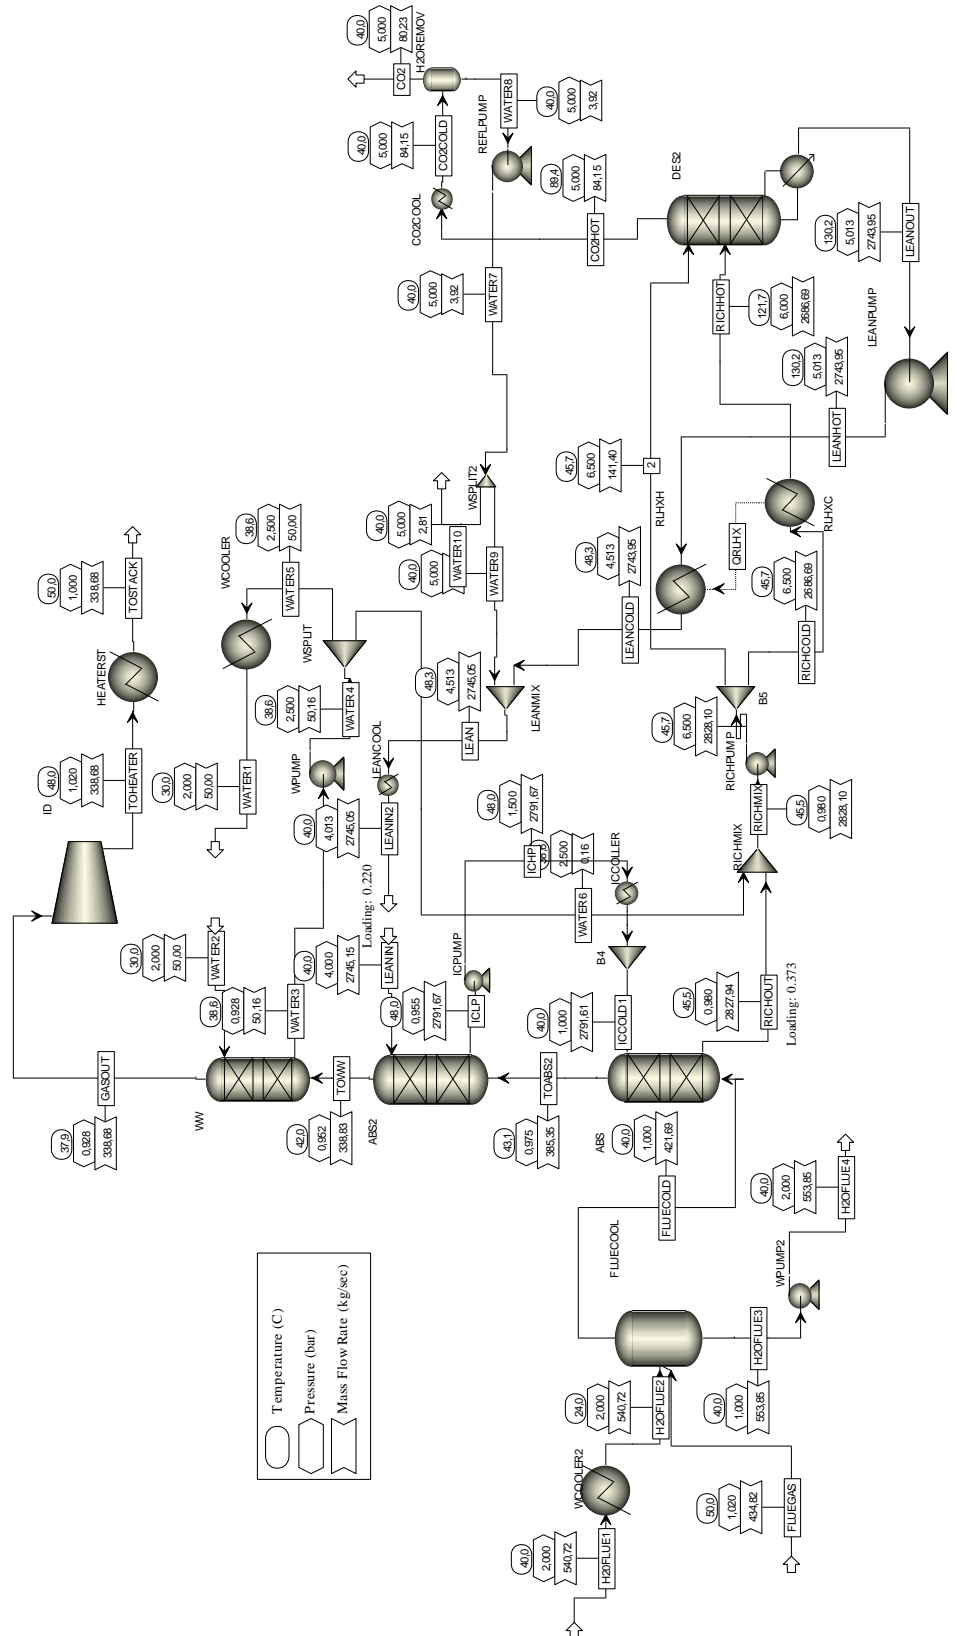 Temperature (C)
Pressure (bar)
Mass Flow Rate (kg/sec)
40,0
2,000
540,72
H2OFLUE1
WCOOLER2
24,0
2,000
540,72
H2OFLUE2
50,0
1,020
434,82
FLUEGAS
FLUECOOL
40,0
1,000
553,85
H2OFLUE3
WPUMP2
40,0
2,000
553,85
H2OFLUE4
40,0
1,000
421,69
FLUECOLD
ABS
43,1
0,975
385,35
TOABS2
40,0
1,000
2791,61
ICCOLD1
B4
ICCOLLER
45,5
0,980
2827,94
RICHOUT
Loading: 0.373
ABS2
42,0
0,952
338,83
TOWW
48,0
0,955
2791,67
ICLP
ICPUMP
48,0
1,500
2791,67
ICHP
2,500
0,16
WATER6
40,0
4,000
2745,15
LEANIN
Loading: 0.220
WW
37,9
0,928
338,68
GASOUT
38,6
0,928
50,16
WATER3
30,0
2,000
50,00
WATER2
ID
48,0
1,020
338,68
TOHEATER
HEATERST
50,0
1,000
338,68
TOSTACK
30,0
2,000
50,00
WATER1
WCOOLER
38,6
2,500
50,00
WATER5
WSPLIT
38,6
2,500
50,16
WATER4
WPUMP
40,0
4,013
2745,05
LEANIN2
LEANCOOL
48,3
4,513
2745,05
LEAN
LEANMIX
48,3
4,513
2743,95
LEANCOLD
RICHMIX
45,5
0,980
2828,10
RICHMIX
RICHPUMP
45,7
6,500
2828,10
B5
45,7
6,500
2686,69
RICHCOLD
QRLHX
RLHXC
RLHXH
45,7
6,500
141,40
2
121,7
6,000
2686,69
RICHHOT
130,2
5,013
2743,95
LEANHOT
LEANPUMP
130,2
5,013
2743,95
LEANOUT
DES2
89,4
5,000
84,15
CO2HOT
CO2COOL
40,0
5,000
84,15
CO2COLD
H2OREMOV
40,0
5,000
80,23
CO2
40,0
5,000
3,92
WATER8
REFLPUMP
40,0
5,000
3,92
WATER7
WSPLIT2
40,0
5,000
2,81
WATER10
40,0
5,000
WATER9